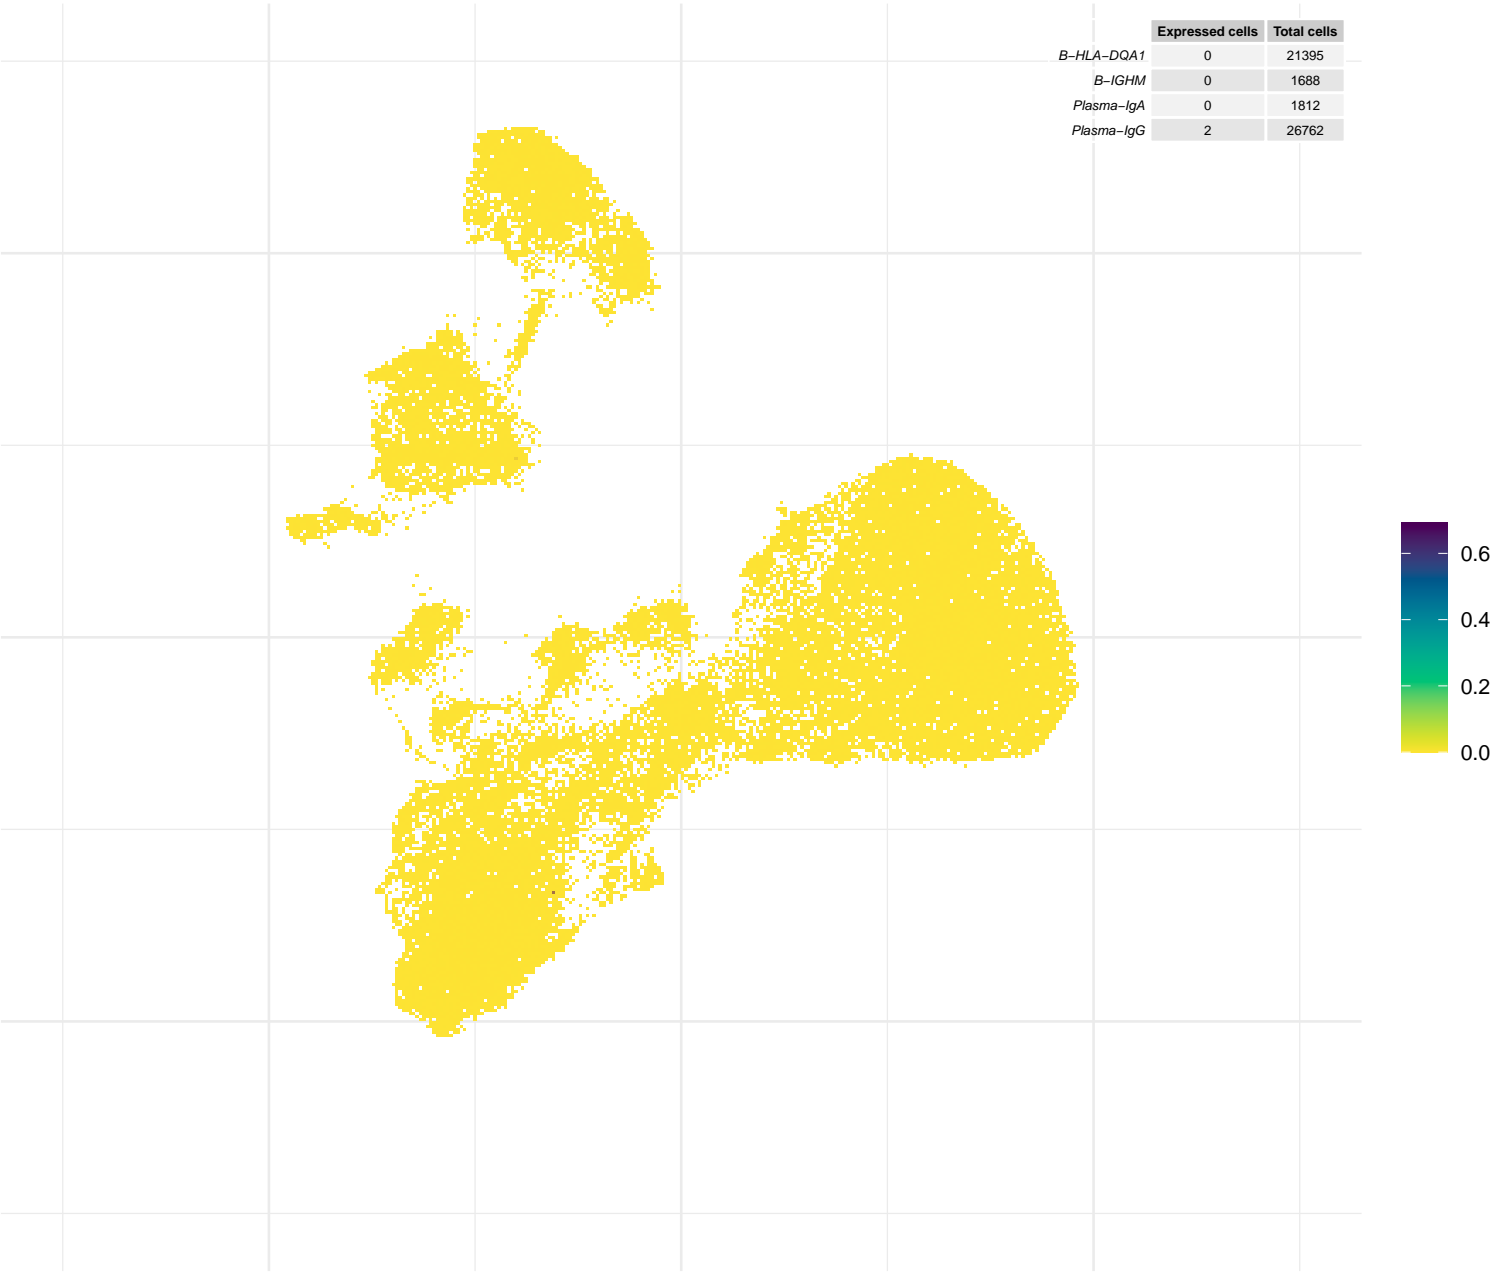 Expressed cells Total cells
B−HLA−DQA1 0 21395
B−IGHM 0 1688
Plasma−IgA 0 1812
Plasma−IgG 2 26762
0.6
0.4
0.2
0.0